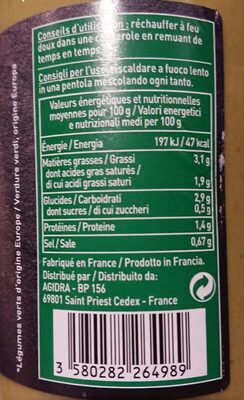 Conseils d'utilisation : réchauffer à feu
doux dans une casserole en remuant de
temps en temps.
Consigli per l'uso: riscaldare a fuoco lento
in una pentola mescolando ogni tanto.
Valeurs énergétiques et nutritionnelles
moyennes pour 100 g / Valori energetici
e nutrizionali medi per 100 g
Énergie / Energia 197 kJ / 47 kcal
Matières grasses / Grassi 3,1 g
dont acides gras saturés /
di cui acidi grassi saturi 1,9 g
Glucides / Carboidrati 2,9 g
dont sucres / di cui zuccheri 0,5 g
Protéines / Proteine 1,4 g
Sel / Sale 0,67 g
Fabriqué en France / Prodotto in Francia.
Distribué par / Distribuito da:
AGIDRA - BP 156
69801 Saint Priest Cedex - France
3 580282 264989
*Légumes verts d'origine Europe / Verdure verdi, origine Europa